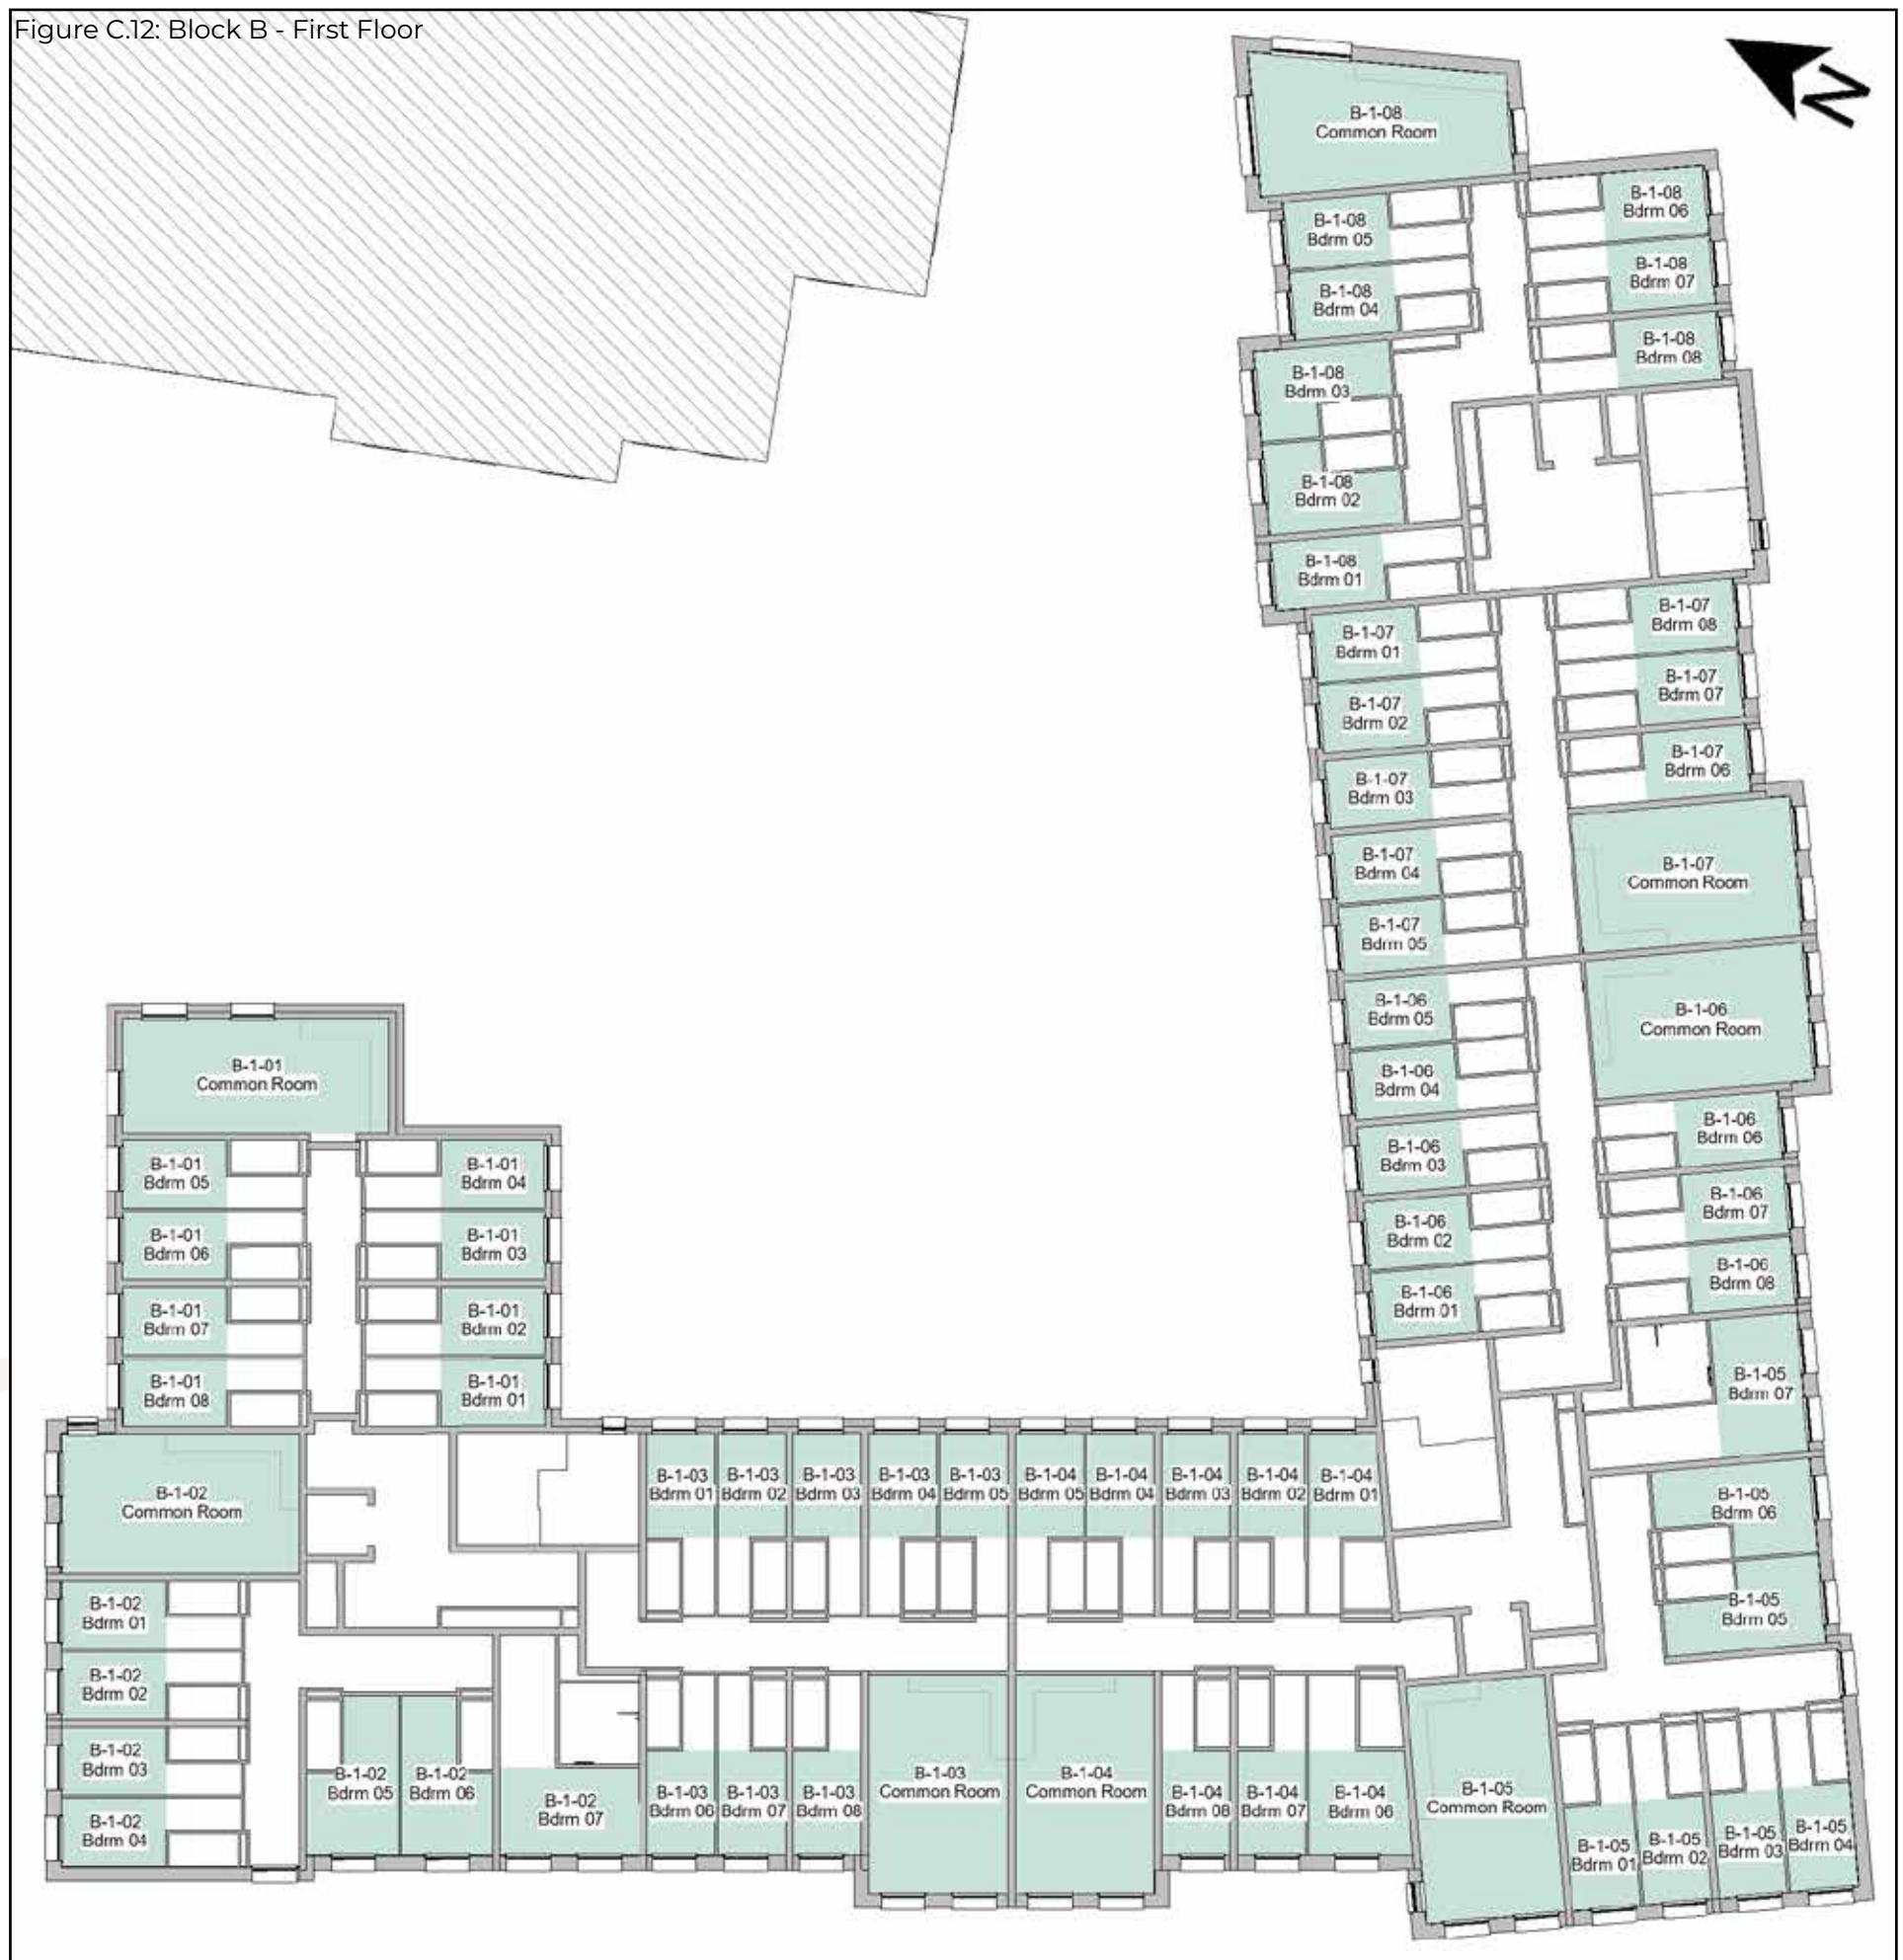 Figure C.12: Block B - First Floor
N
B-1-08
Common Room
B-1-08
Bdrm 05
B-1-08
Bdrm 06
B-1-08
Bdrm 04
B-1-08
Bdrm 07
B-1-08
Bdrm 03
B-1-08
Bdrm 08
B-1-08
Bdrm 02
B-1-08
Bdrm 01
B-1-07
Bdrm 01
B-1-07
Bdrm 08
B-1-07
Bdrm 02
B-1-07
Bdrm 07
B-1-07
Bdrm 03
B-1-07
Bdrm 06
B-1-07
Bdrm 04
B-1-07
Common Room
B-1-07
Bdrm 05
B-1-06
Bdrm 05
B-1-06
Common Room
B-1-06
Bdrm 04
B-1-06
Bdrm 03
B-1-06
Bdrm 06
B-1-06
Bdrm 02
B-1-06
Bdrm 07
B-1-06
Bdrm 01
B-1-06
Bdrm 08
B-1-01
Common Room
B-1-01
Bdrm 05
B-1-01
Bdrm 04
B-1-01
Bdrm 06
B-1-01
Bdrm 03
B-1-01
Bdrm 07
B-1-01
Bdrm 02
B-1-01
Bdrm 08
B-1-01
Bdrm 01
B-1-05
Bdrm 07
B-1-02
Common Room
B-1-03
Bdrm 01
B-1-03
Bdrm 02
B-1-03
Bdrm 03
B-1-03
Bdrm 04
B-1-03
Bdrm 05
B-1-04
Bdrm 05
B-1-04
Bdrm 04
B-1-04
Bdrm 03
B-1-04
Bdrm 02
B-1-04
Bdrm 01
B-1-05
Bdrm 06
B-1-05
Bdrm 05
B-1-02
Bdrm 01
B-1-02
Bdrm 02
B-1-02
Bdrm 03
B-1-02
Bdrm 04
B-1-02
Bdrm 05
B-1-02
Bdrm 06
B-1-02
Bdrm 07
B-1-03
Bdrm 06
B-1-03
Bdrm 07
B-1-03
Bdrm 08
B-1-03
Common Room
B-1-04
Common Room
B-1-04
Bdrm 08
B-1-04
Bdrm 07
B-1-04
Bdrm 06
B-1-05
Common Room
B-1-05
Bdrm 01
B-1-05
Bdrm 02
B-1-05
Bdrm 03
B-1-05
Bdrm 04